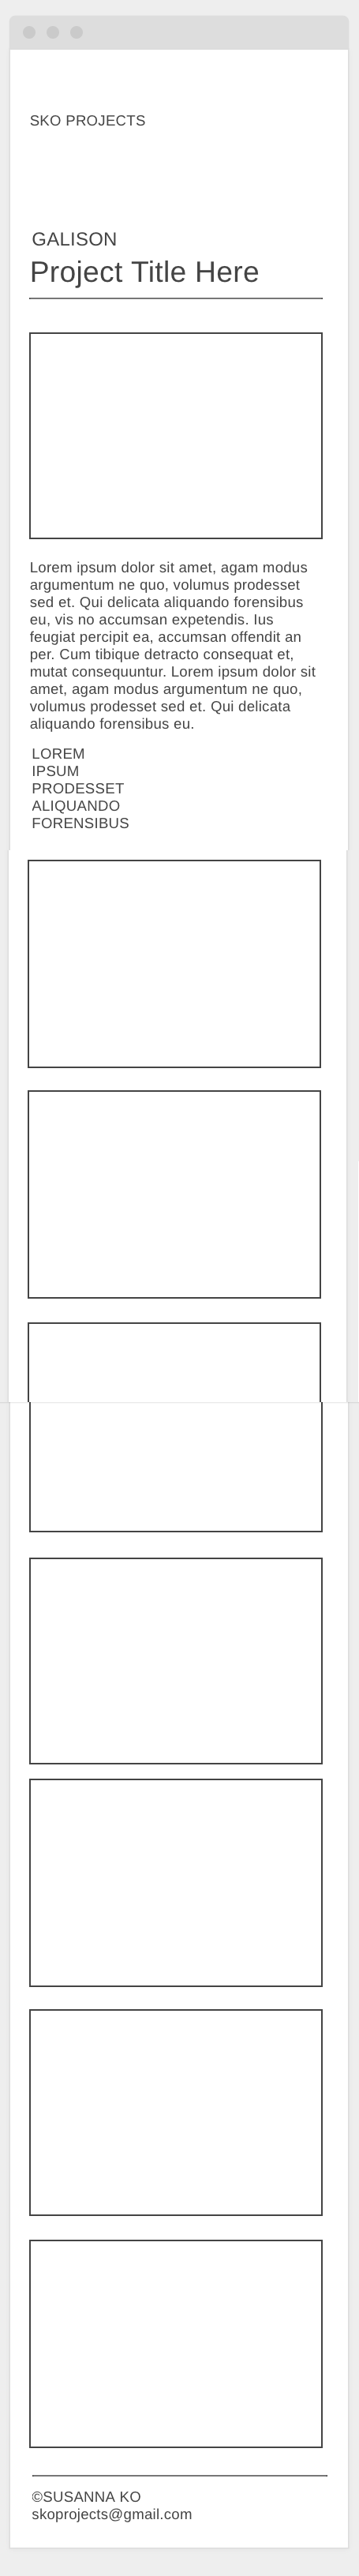 SKO PROJECTS
GALISON
Project Title Here
Lorem ipsum dolor sit amet, agam modus
argumentum ne quo, volumus prodesset
sed et. Qui delicata aliquando forensibus
eu, vis no accumsan expetendis. Ius
feugiat percipit ea, accumsan offendit an
per. Cum tibique detracto consequat et,
mutat consequuntur. Lorem ipsum dolor sit
amet, agam modus argumentum ne quo,
volumus prodesset sed et. Qui delicata
aliquando forensibus eu.
LOREM
IPSUM
PRODESSET
ALIQUANDO
FORENSIBUS
©SUSANNA KO
skoprojects@gmail.com